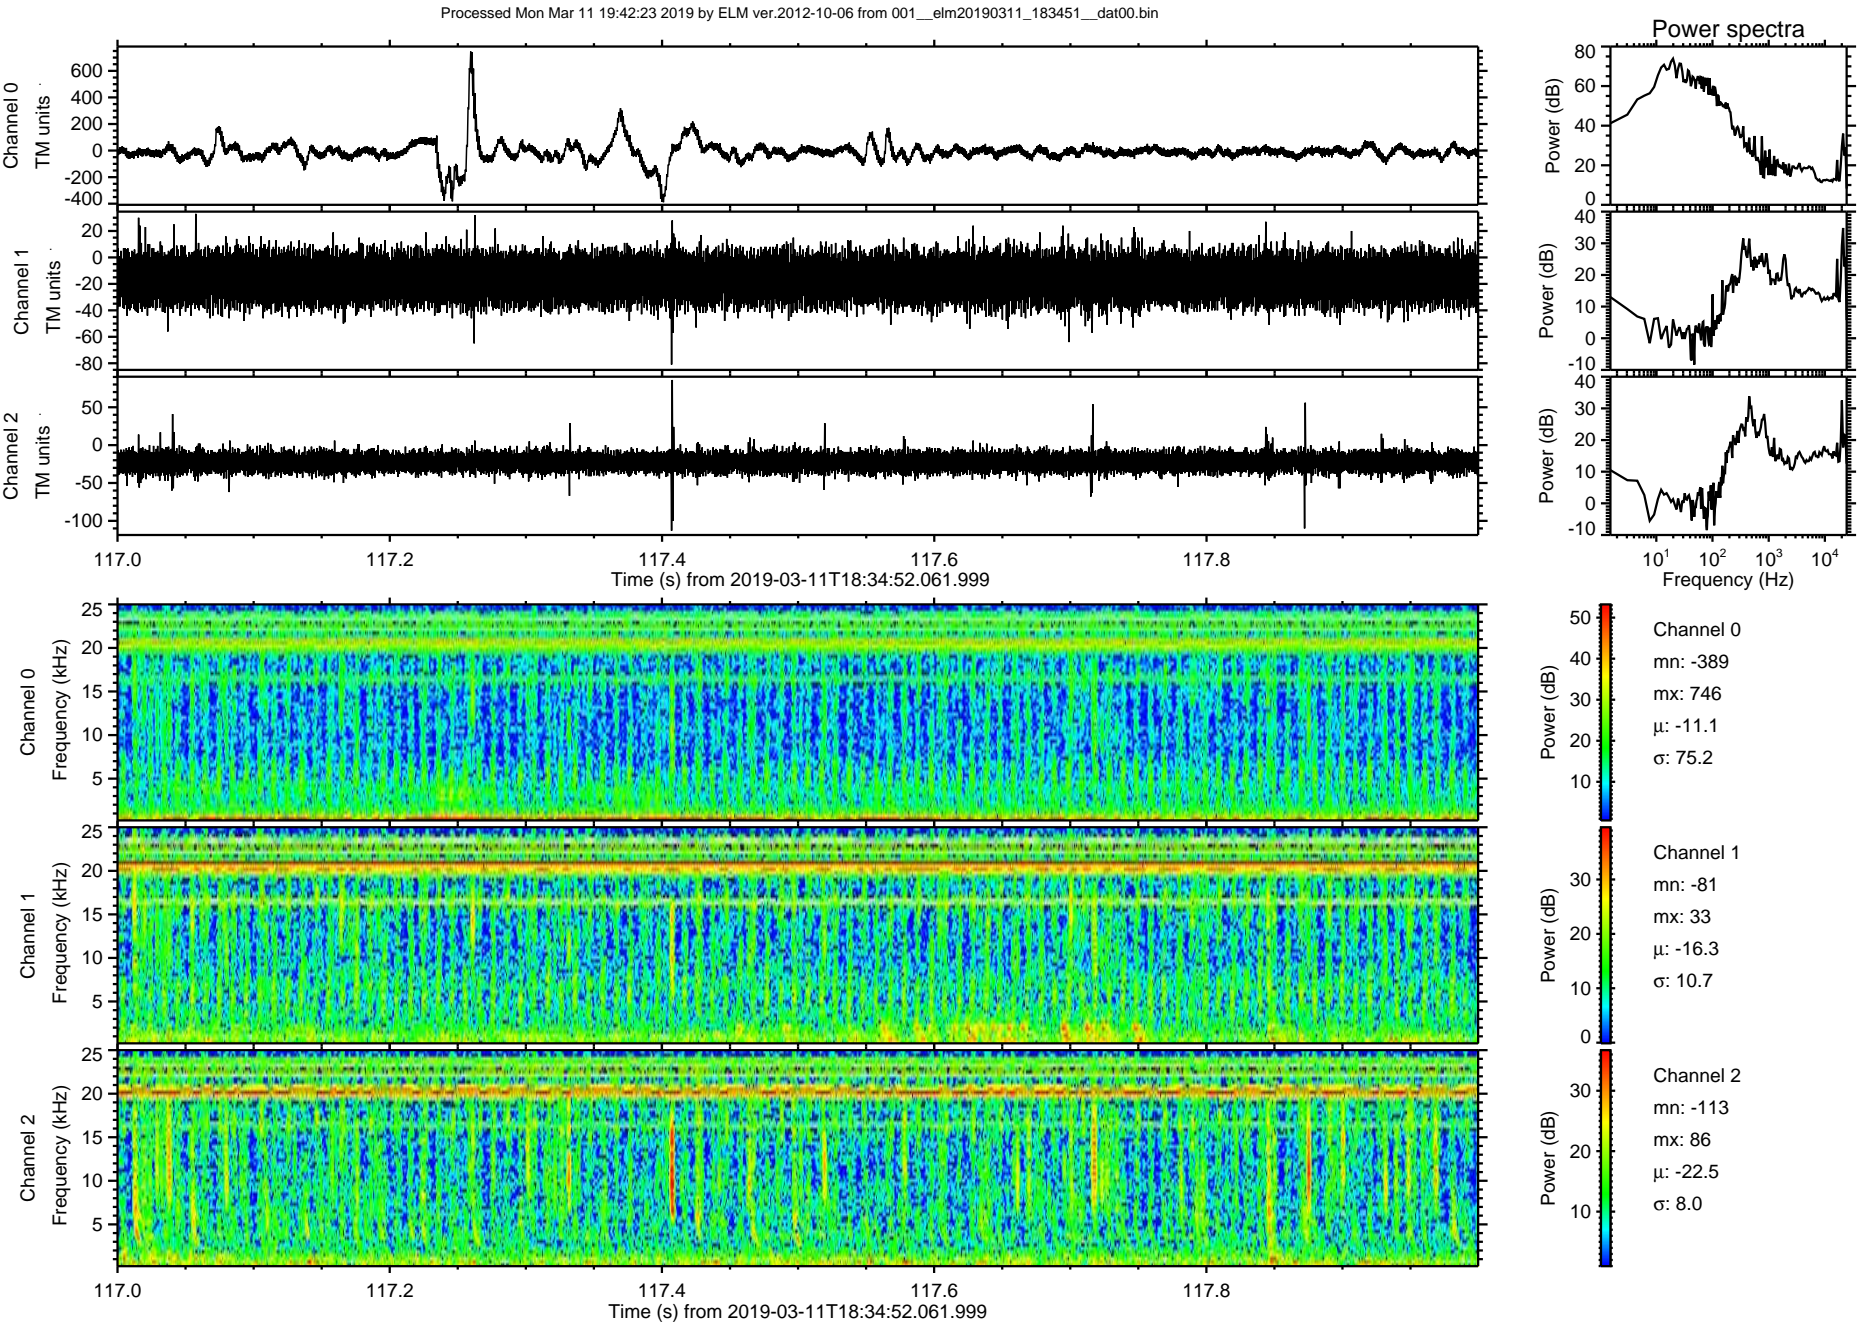 Processed Mon Mar 11 19:42:23 2019 by ELM ver.2012-10-06 from 001__elm20190311_183451__dat00.bin
Power spectra
Channel 0
TM units
600
400
200
0
-200
-400
Power (dB)
80
60
40
20
0
Channel 1
TM units
20
0
-20
-40
-60
-80
Power (dB)
40
30
20
10
0
-10
Channel 2
TM units
50
0
-50
-100
Power (dB)
40
30
20
10
0
-10
117.0 117.2 117.4 117.6 117.8
Time (s) from 2019-03-11T18:34:52.061.999
10¹ 10² 10³ 10⁴
Frequency (Hz)
Channel 0
Frequency (kHz)
25
20
15
10
5
Power (dB)
50
40
30
20
10
Channel 0
mn: -389
mx: 746
μ: -11.1
σ: 75.2
Channel 1
Frequency (kHz)
25
20
15
10
5
Power (dB)
30
20
10
0
Channel 1
mn: -81
mx: 33
μ: -16.3
σ: 10.7
Channel 2
Frequency (kHz)
25
20
15
10
5
Power (dB)
30
20
10
Channel 2
mn: -113
mx: 86
μ: -22.5
σ: 8.0
117.0 117.2 117.4 117.6 117.8
Time (s) from 2019-03-11T18:34:52.061.999